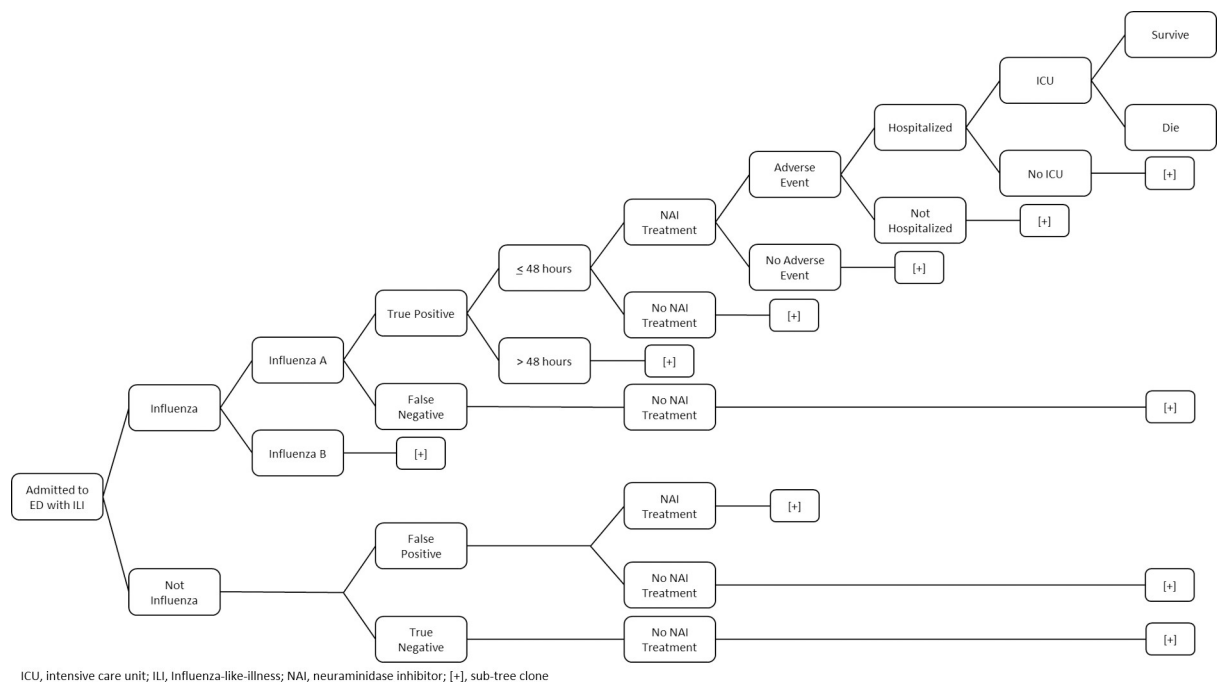 Survive
ICU
Die
Hospitalized
No ICU
[+]
Adverse
Event
Not
Hospitalized
[+]
NAI
Treatment
No Adverse
Event
[+]
≤ 48 hours
No NAI
Treatment
[+]
True Positive
> 48 hours
[+]
Influenza A
False
Negative
No NAI
Treatment
[+]
Influenza
Influenza B
[+]
Admitted to
ED with ILI
NAI
Treatment
[+]
False
Positive
No NAI
Treatment
[+]
Not
Influenza
True
Negative
No NAI
Treatment
[+]
ICU, intensive care unit; ILI, Influenza-like-illness; NAI, neuraminidase inhibitor; [+], sub-tree clone